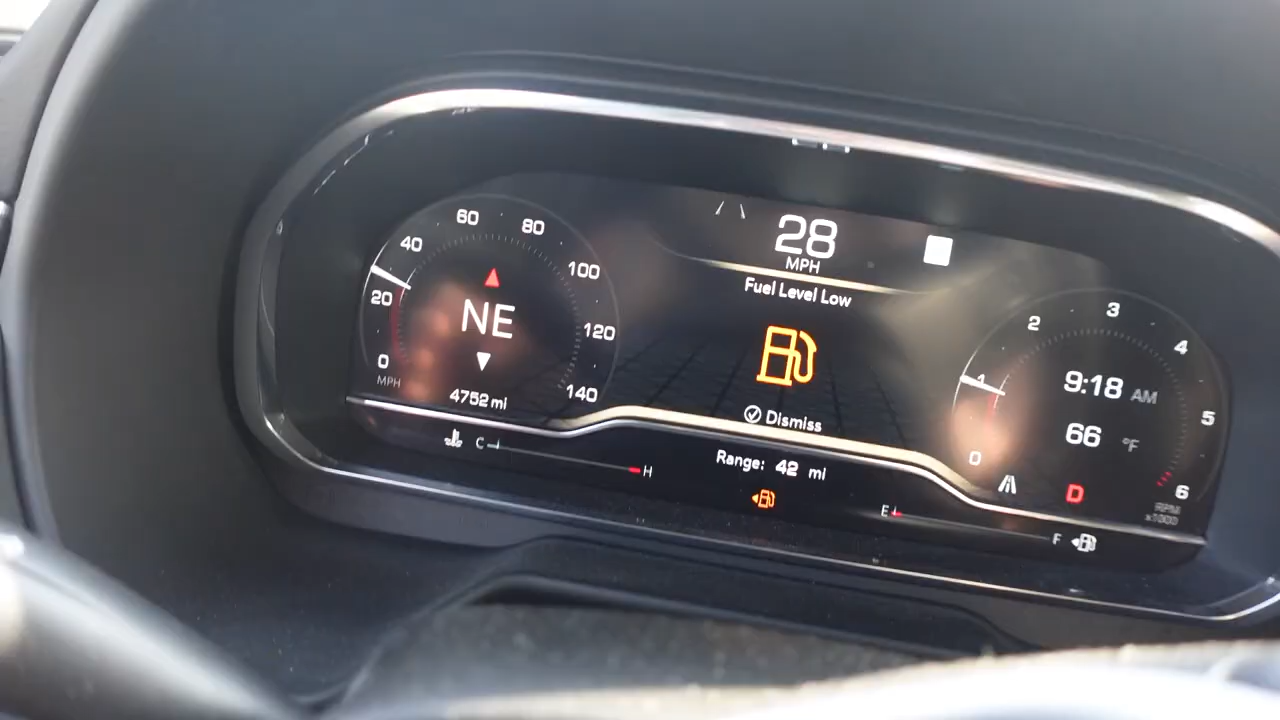 28
MPH
Fuel Level Low
Dismiss
Range: 42 mi
0
20
40
60
80
100
120
140
MPH
NE
4752 mi
C
H
0
1
2
3
4
5
6
RPM
x1000
9:18 AM
66 °F
D
E
F